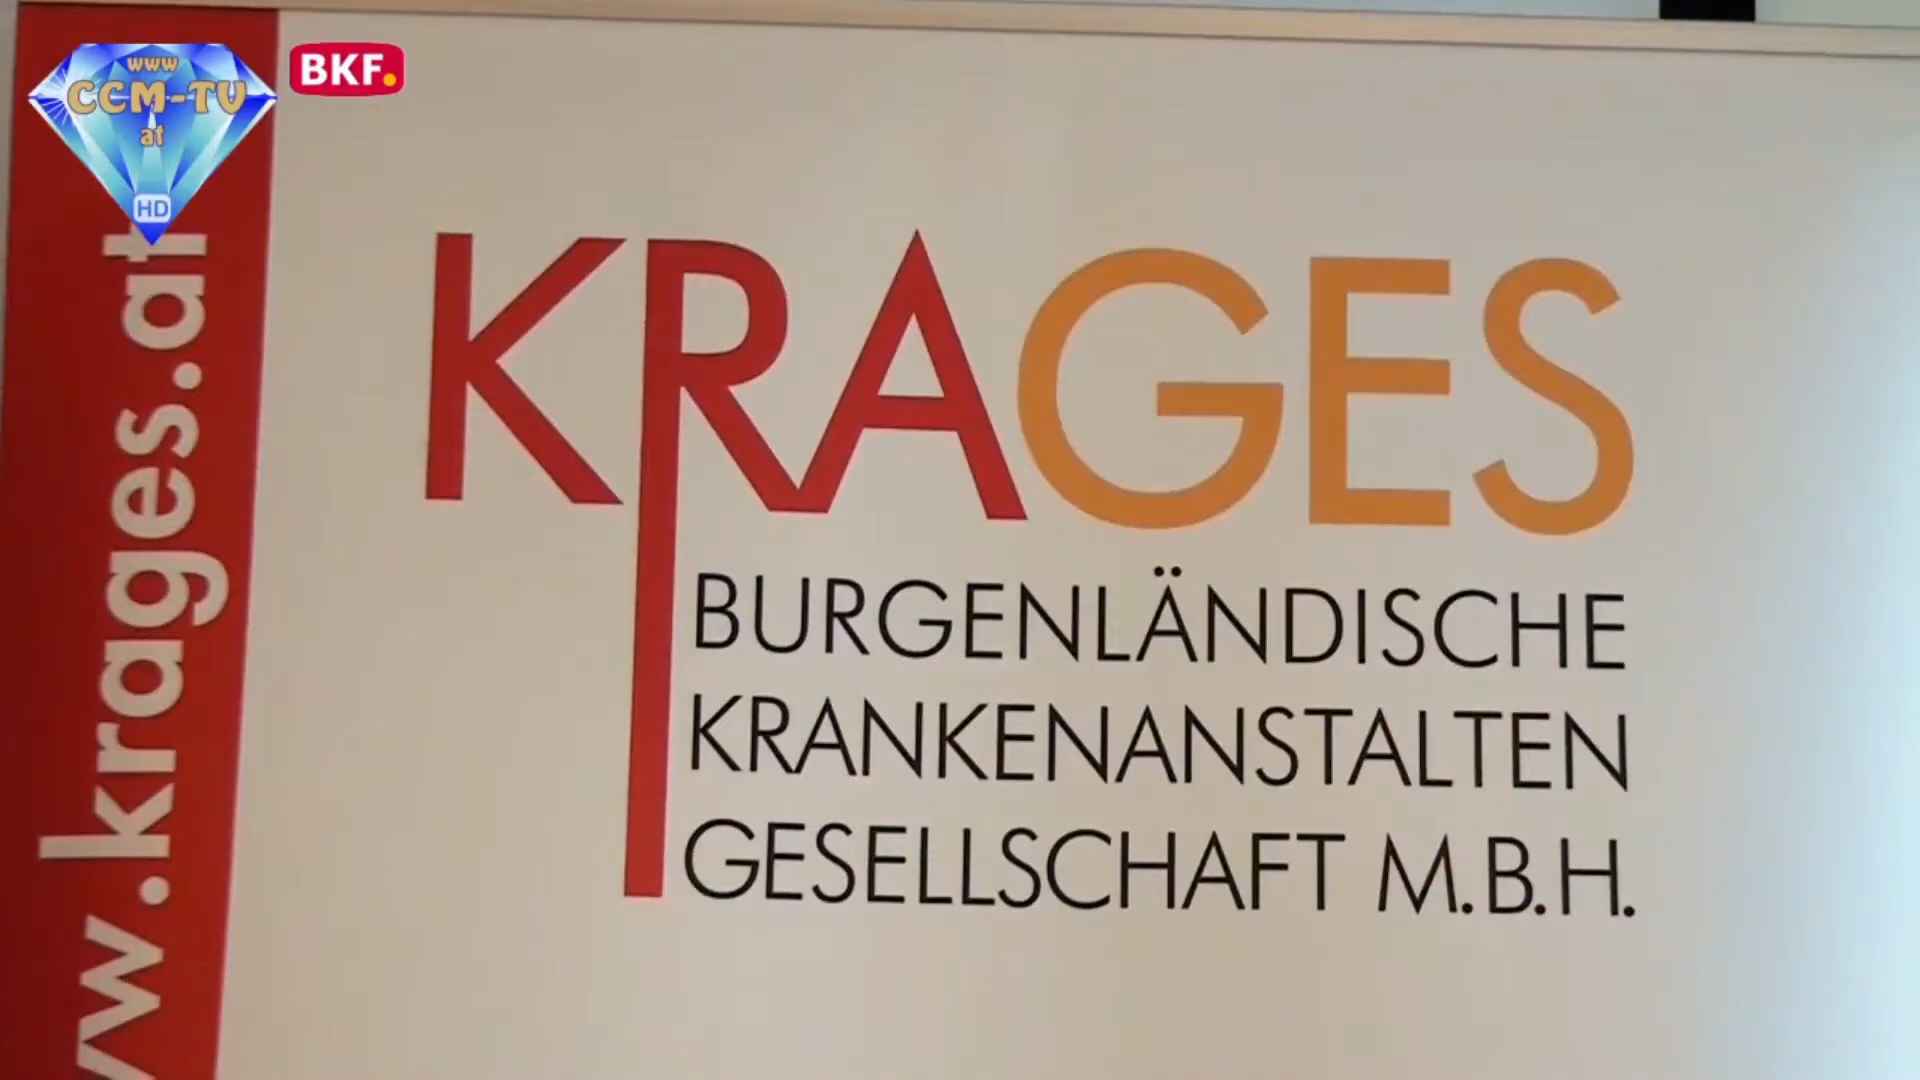 www
CCM-TV
at
HD
BKF.
www.krages.at
KRAGES
BURGENLÄNDISCHE
KRANKENANSTALTEN
GESELLSCHAFT M.B.H.